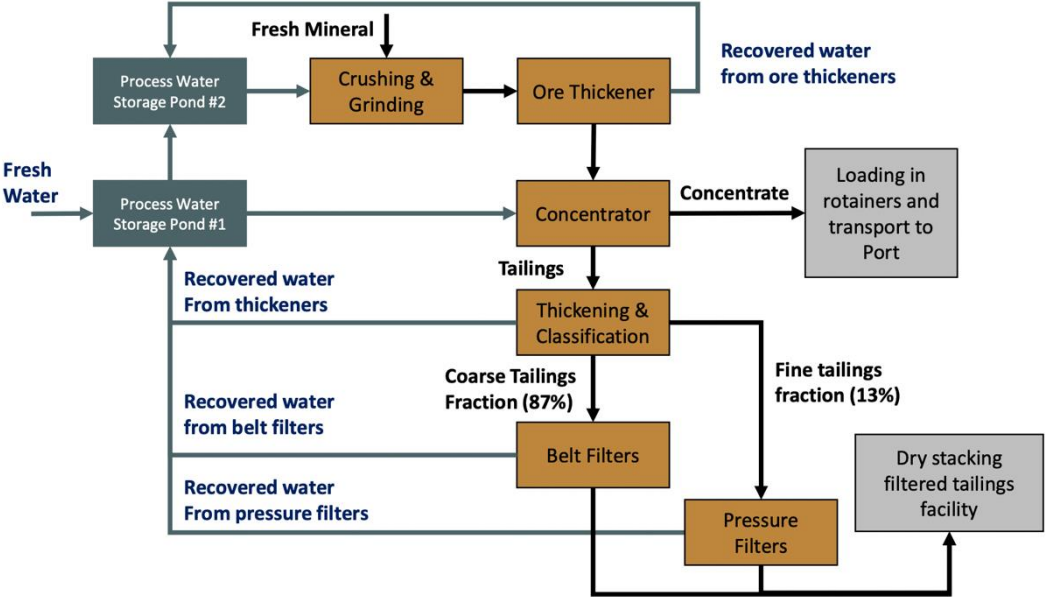 Fresh Mineral
Recovered water
from ore thickeners
Process Water
Storage Pond #2
Crushing &
Grinding
Ore Thickener
Fresh
Water
Process Water
Storage Pond #1
Concentrator
Concentrate
Loading in
rotainers and
transport to
Port
Tailings
Recovered water
From thickeners
Thickening &
Classification
Coarse Tailings
Fraction (87%)
Fine tailings
fraction (13%)
Recovered water
from belt filters
Belt Filters
Dry stacking
filtered tailings
facility
Recovered water
From pressure filters
Pressure
Filters